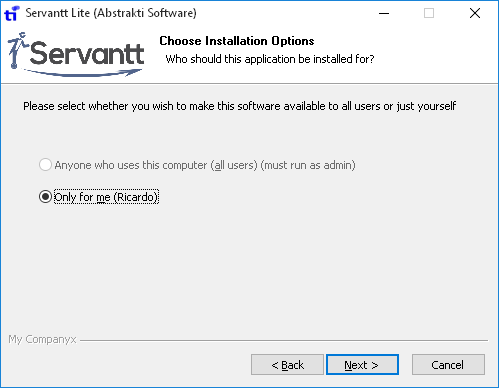 Servantt Lite (Abstrakti Software)
Servantt
Choose Installation Options
Who should this application be installed for?
Please select whether you wish to make this software available to all users or just yourself
Anyone who uses this computer (all users) (must run as admin)
Only for me (Ricardo)
My Companyx
< Back
Next >
Cancel